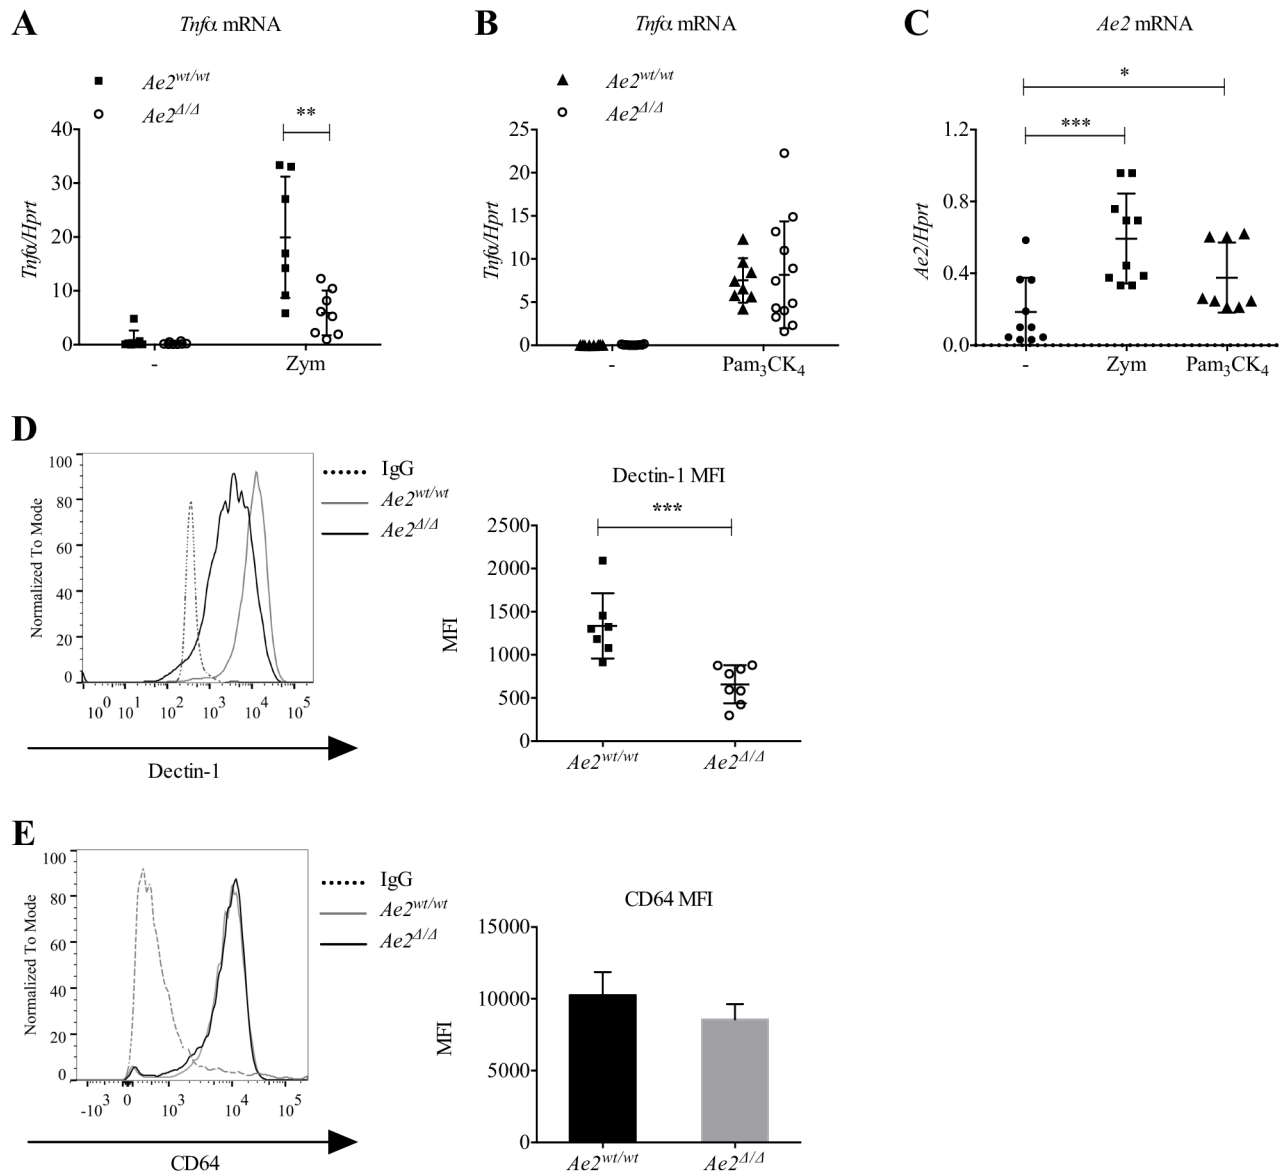 A
Tnfα mRNA
Ae2wt/wt
Ae2Δ/Δ
**
40
30
20
10
0
Tnfα/Hprt
-
Zym
B
Tnfα mRNA
Ae2wt/wt
Ae2Δ/Δ
25
20
15
10
5
0
Tnfα/Hprt
-
Pam3CK4
C
Ae2 mRNA
*
***
1.2
0.8
0.4
0.0
Ae2/Hprt
-
Zym
Pam3CK4
D
100
80
60
40
20
0
Normalized To Mode
10^0 10^1 10^2 10^3 10^4 10^5
Dectin-1
IgG
Ae2wt/wt
Ae2Δ/Δ
Dectin-1 MFI
***
2500
2000
1500
1000
500
0
MFI
Ae2wt/wt
Ae2Δ/Δ
E
100
80
60
40
20
0
Normalized To Mode
-10^3 0 10^3 10^4 10^5
CD64
IgG
Ae2wt/wt
Ae2Δ/Δ
CD64 MFI
15000
10000
5000
0
MFI
Ae2wt/wt
Ae2Δ/Δ